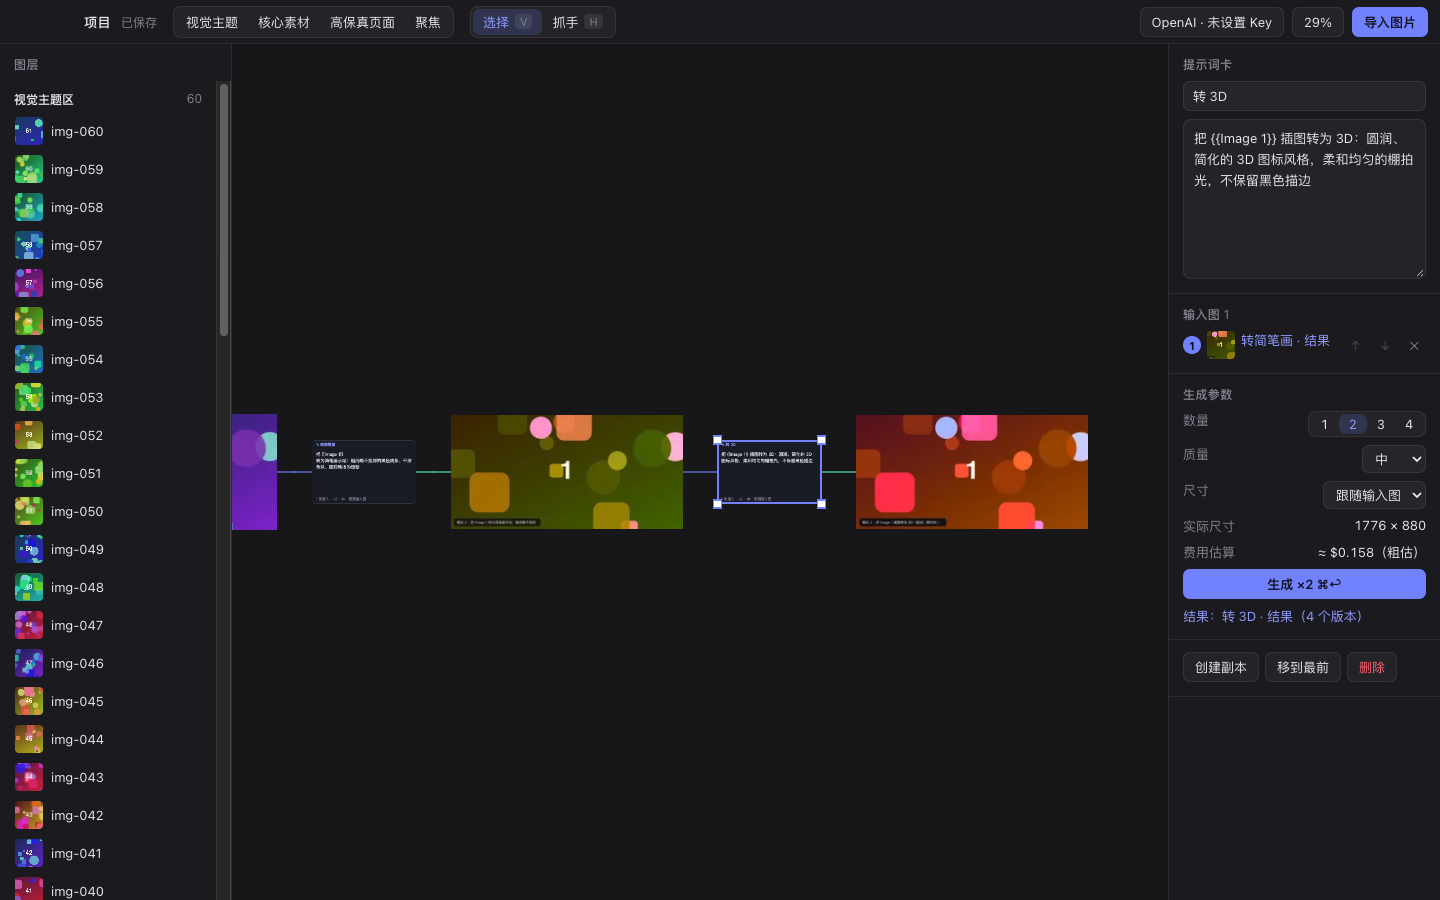 项目 已保存 视觉主题 核心素材 高保真页面 聚焦 选择 V 抓手 H OpenAI · 未设置 Key 29% 导入图片
图层
视觉主题区 60
img-060
img-059
img-058
img-057
img-056
img-055
img-054
img-053
img-052
img-051
img-050
img-049
img-048
img-047
img-046
img-045
img-044
img-043
img-042
img-041
img-040
提示词卡
转 3D
把 {{Image 1}} 插图转为 3D：圆润、
简化的 3D 图标风格，柔和均匀的棚拍
光，不保留黑色描边
输入图 1
1 转简笔画 · 结果 ↑ ↓ ×
生成参数
数量 1 2 3 4
质量 中
尺寸 跟随输入图
实际尺寸 1776 × 880
费用估算 ≈ $0.158（粗估）
生成 ×2 ⌘↩
结果：转 3D · 结果（4 个版本）
创建副本 移到最前 删除